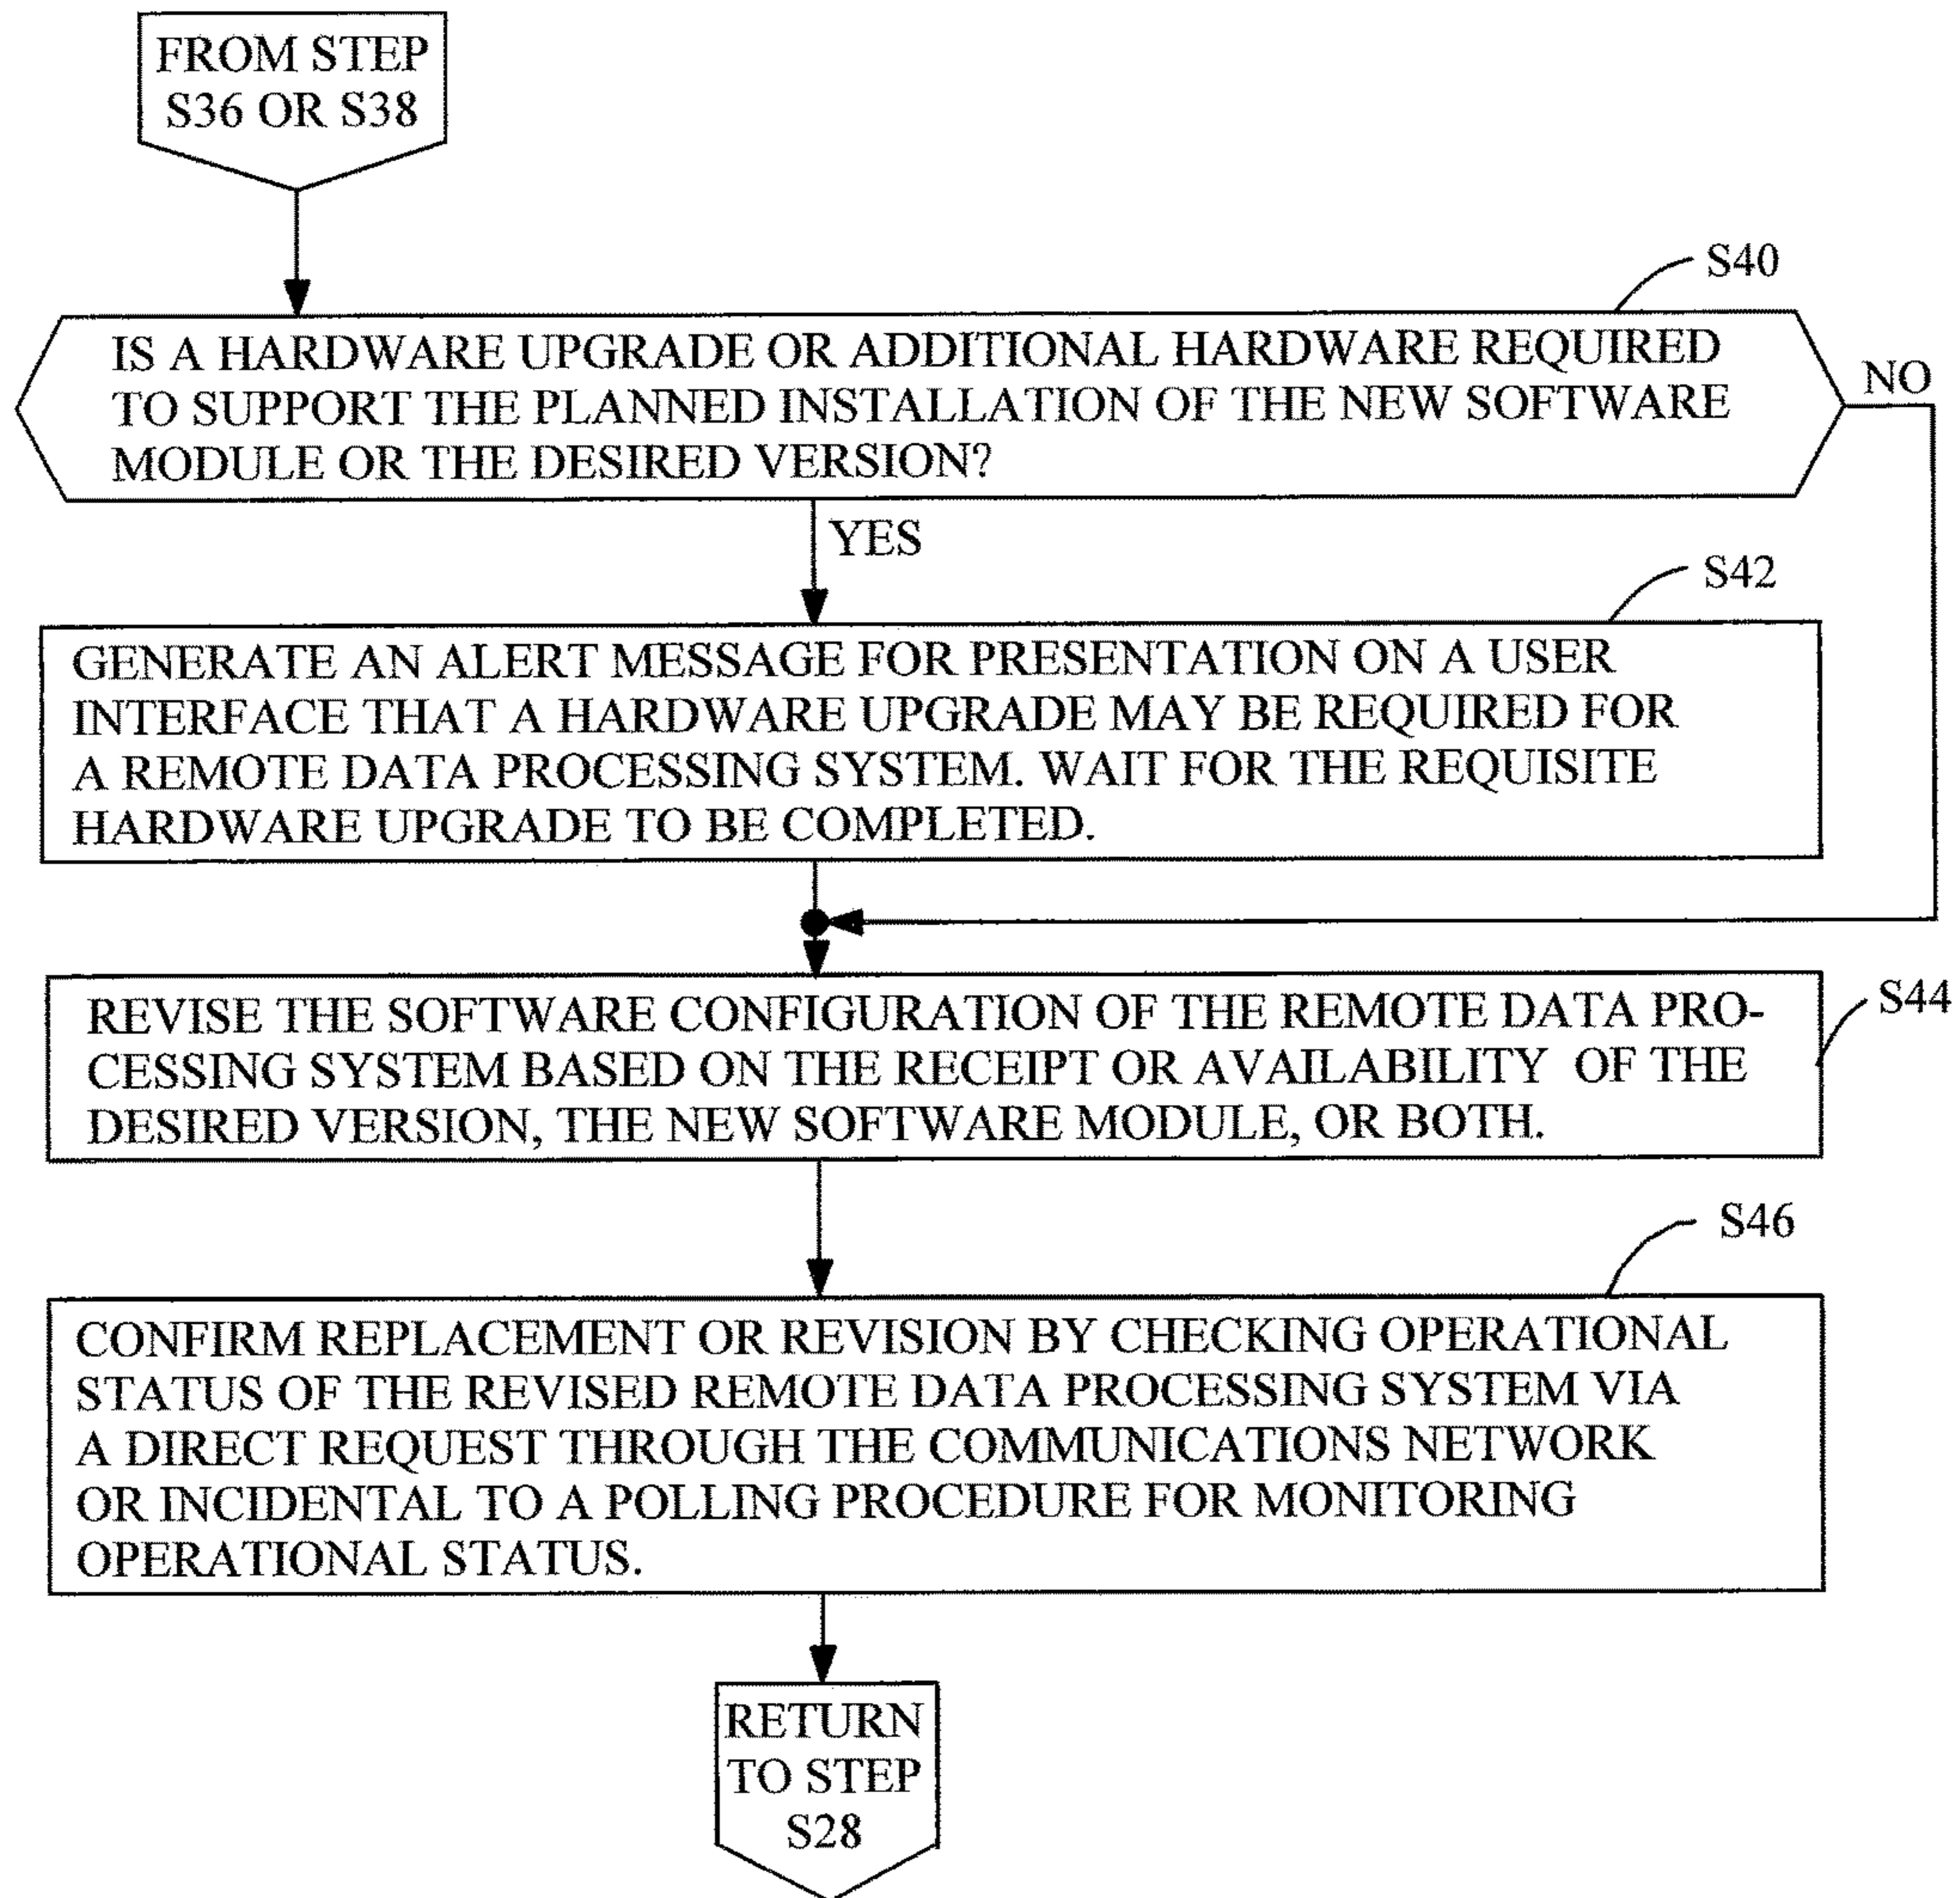 FROM STEP
S36 OR S38
S40
IS A HARDWARE UPGRADE OR ADDITIONAL HARDWARE REQUIRED
TO SUPPORT THE PLANNED INSTALLATION OF THE NEW SOFTWARE
MODULE OR THE DESIRED VERSION?
NO
YES
S42
GENERATE AN ALERT MESSAGE FOR PRESENTATION ON A USER
INTERFACE THAT A HARDWARE UPGRADE MAY BE REQUIRED FOR
A REMOTE DATA PROCESSING SYSTEM. WAIT FOR THE REQUISITE
HARDWARE UPGRADE TO BE COMPLETED.
S44
REVISE THE SOFTWARE CONFIGURATION OF THE REMOTE DATA PRO-
CESSING SYSTEM BASED ON THE RECEIPT OR AVAILABILITY OF THE
DESIRED VERSION, THE NEW SOFTWARE MODULE, OR BOTH.
S46
CONFIRM REPLACEMENT OR REVISION BY CHECKING OPERATIONAL
STATUS OF THE REVISED REMOTE DATA PROCESSING SYSTEM VIA
A DIRECT REQUEST THROUGH THE COMMUNICATIONS NETWORK
OR INCIDENTAL TO A POLLING PROCEDURE FOR MONITORING
OPERATIONAL STATUS.
RETURN
TO STEP
S28